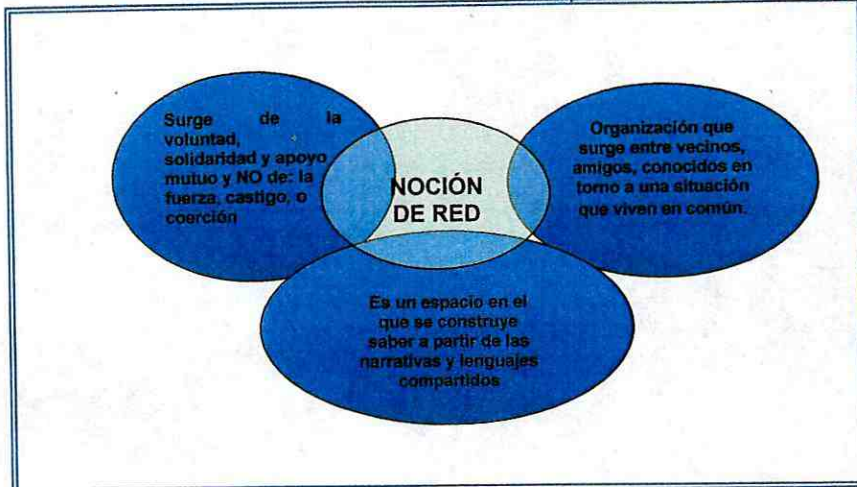 Surge de la
voluntad,
solidaridad y apoyo
mutuo y NO de: la
fuerza, castigo, o
coerción
NOCIÓN
DE RED
Organización que
surge entre vecinos,
amigos, conocidos en
torno a una situación
que viven en común.
Es un espacio en el
que se construye
saber a partir de las
narrativas y lenguajes
compartidos